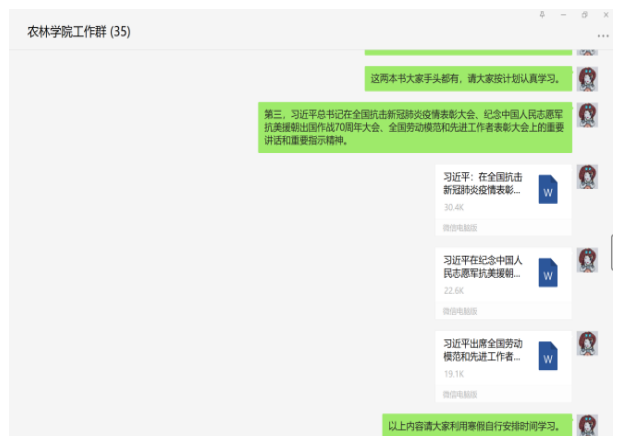 农林学院工作群 (35)
这两本书大家手头都有，请大家按计划认真学习。
第三，习近平总书记在全国抗击新冠肺炎疫情表彰大会、纪念中国人民志愿军
抗美援朝出国作战70周年大会、全国劳动模范和先进工作者表彰大会上的重要
讲话和重要指示精神。
习近平：在全国抗击
新冠肺炎疫情表彰...
W
30.4K
微信电脑版
习近平在纪念中国人
民志愿军抗美援朝...
W
22.6K
微信电脑版
习近平出席全国劳动
模范和先进工作者...
W
19.1K
微信电脑版
以上内容请大家利用寒假自行安排时间学习。